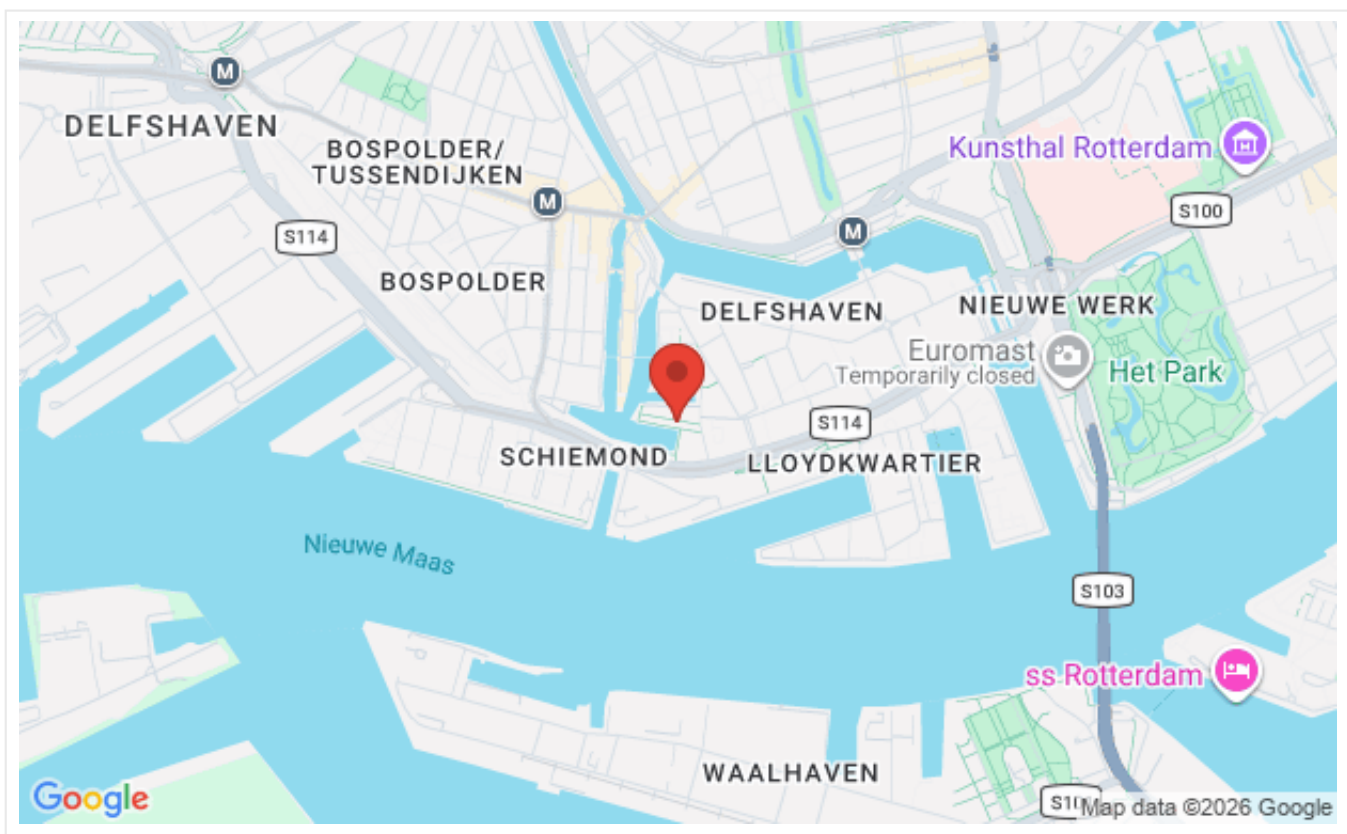 M
DELFSHAVEN
BOSPOLDER/
TUSSENDIJKEN
M
Kunsthal Rotterdam
S100
S114
M
BOSPOLDER
DELFSHAVEN
NIEUWE WERK
Euromast
Temporarily closed
Het Park
S114
SCHIEMOND
LLOYDKWARTIER
Nieuwe Maas
S103
ss Rotterdam
WAALHAVEN
Google
Map data ©2026 Google